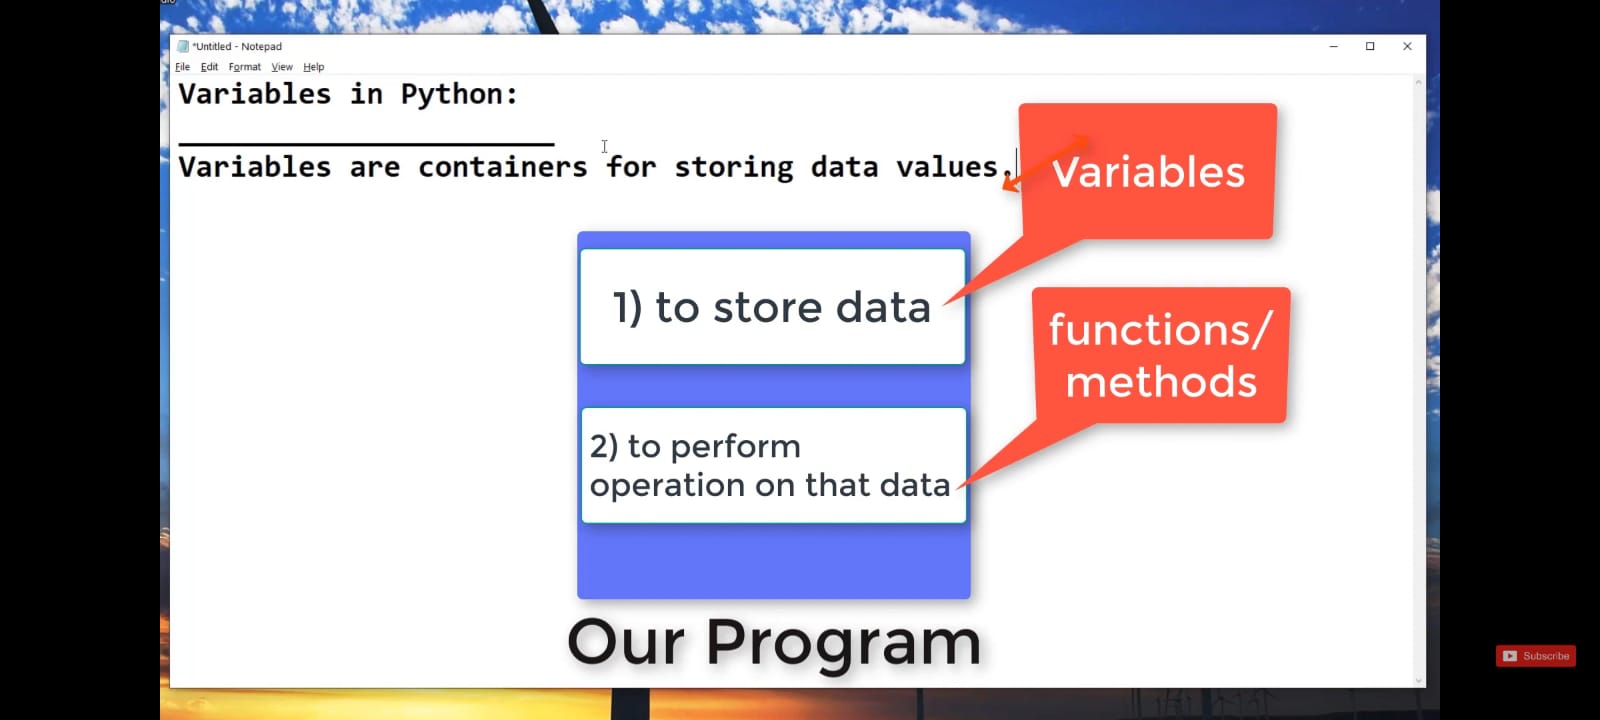 *Untitled - Notepad
File Edit Format View Help
Variables in Python:
Variables are containers for storing data values.
Variables
1) to store data
functions/
methods
2) to perform
operation on that data
Our Program
Subscribe